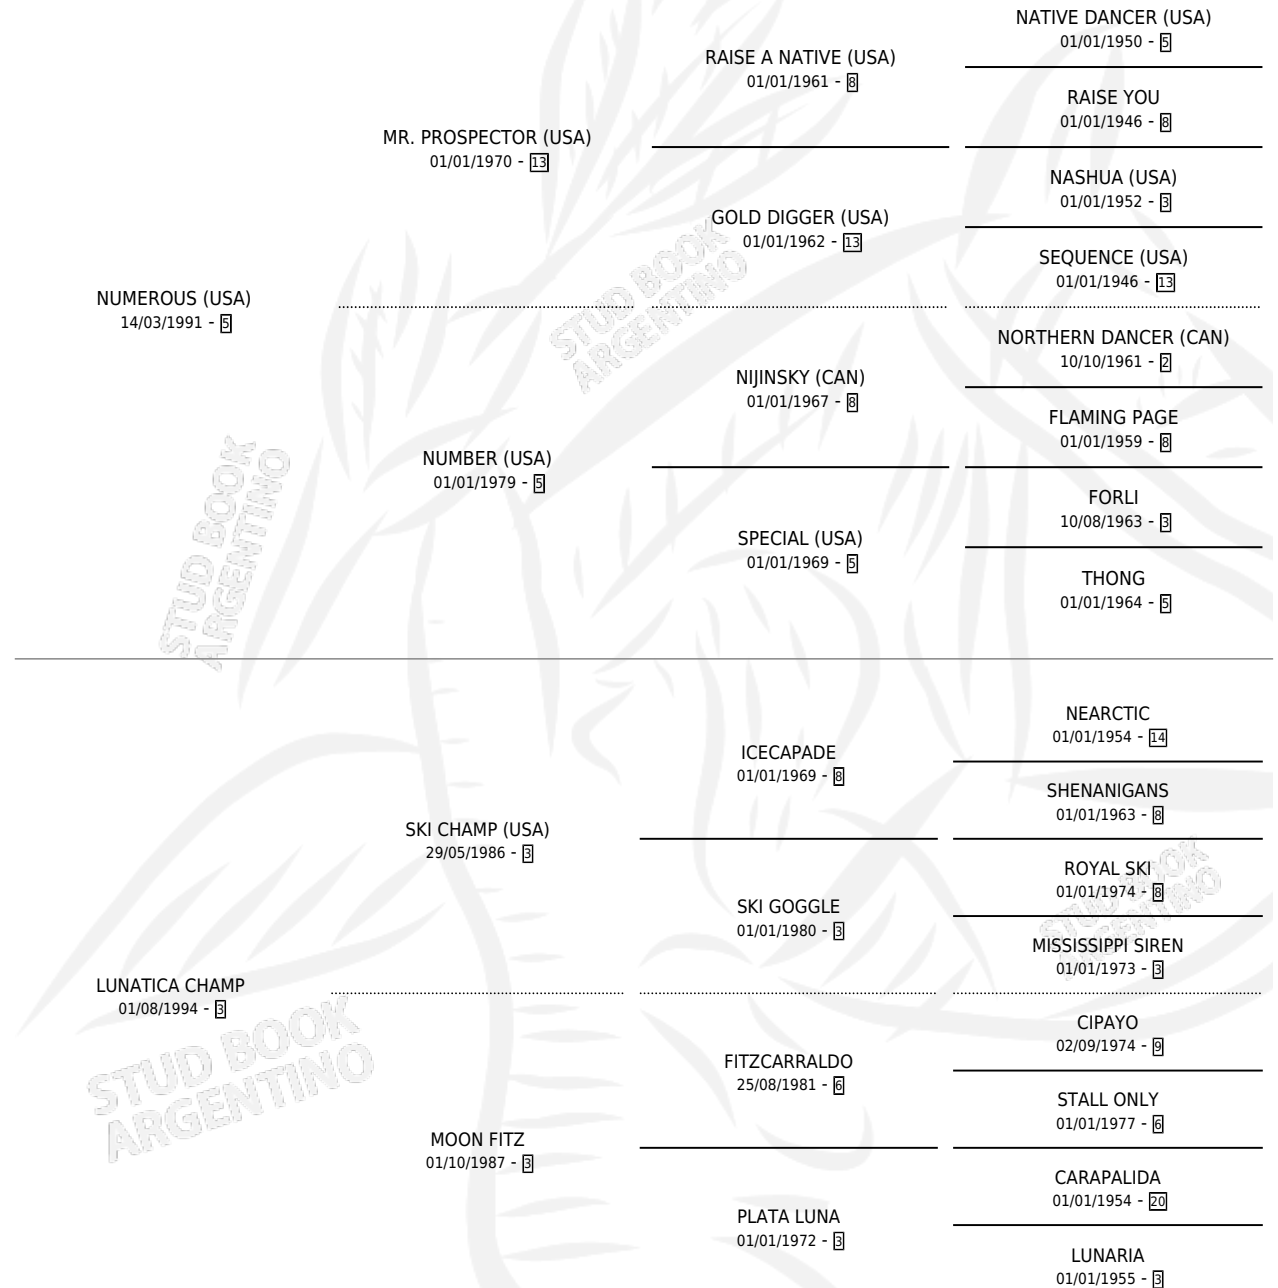 NATIVE DANCER (USA)
01/01/1950 - 5
RAISE A NATIVE (USA)
01/01/1961 - 8
RAISE YOU
01/01/1946 - 8
MR. PROSPECTOR (USA)
01/01/1970 - 13
NASHUA (USA)
01/01/1952 - 3
GOLD DIGGER (USA)
01/01/1962 - 13
SEQUENCE (USA)
01/01/1946 - 13
NUMEROUS (USA)
14/03/1991 - 5
STUD BOOK
ARGENTINO
NORTHERN DANCER (CAN)
10/10/1961 - 2
NIJINSKY (CAN)
01/01/1967 - 8
FLAMING PAGE
01/01/1959 - 8
NUMBER (USA)
01/01/1979 - 5
FORLI
10/08/1963 - 3
SPECIAL (USA)
01/01/1969 - 5
THONG
01/01/1964 - 5
STUD BOOK
ARGENTINO
NEARCTIC
01/01/1954 - 14
ICECAPADE
01/01/1969 - 8
SHENANIGANS
01/01/1963 - 8
SKI CHAMP (USA)
29/05/1986 - 3
ROYAL SKI
01/01/1974 - 8
SKI GOGGLE
01/01/1980 - 3
STUD BOOK
ARGENTINO
MISSISSIPPI SIREN
01/01/1973 - 3
LUNATICA CHAMP
01/08/1994 - 3
STUD BOOK
ARGENTINO
CIPAYO
02/09/1974 - 9
FITZCARRALDO
25/08/1981 - 6
STALL ONLY
01/01/1977 - 6
MOON FITZ
01/10/1987 - 3
CARAPALIDA
01/01/1954 - 20
PLATA LUNA
01/01/1972 - 3
LUNARIA
01/01/1955 - 3